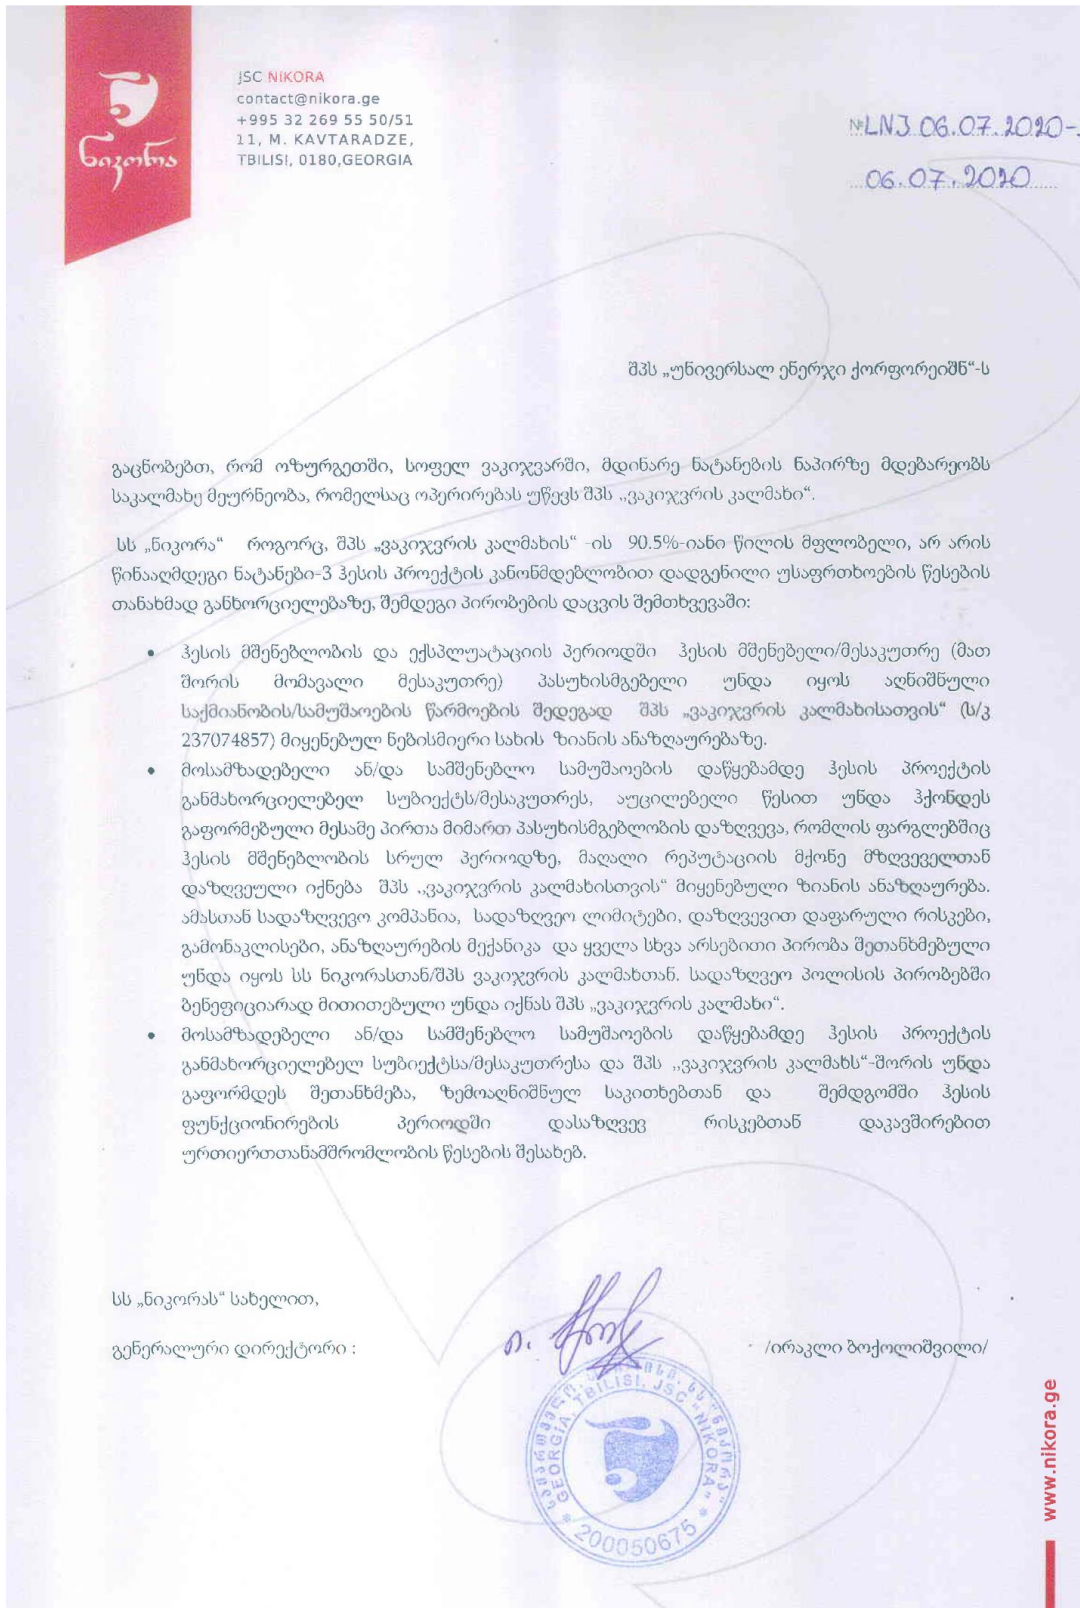 ნიკორა
JSC NIKORA
contact@nikora.ge
+995 32 269 55 50/51
11, M. KAVTARADZE,
TBILISI, 0180,GEORGIA
№LNJ 06.07.2020-
06.07.2020
შპს „უნივერსალ ენერჯი ქორფორეიშნ“-ს
გაცნობებთ, რომ ოზურგეთში, სოფელ ვაკიჯვარში, მდინარე ნატანების ნაპირზე მდებარეობს
საკალმახე მეურნეობა, რომელსაც ოპერირებას უწევს შპს „ვაკიჯვრის კალმახი“.
სს „ნიკორა“ როგორც, შპს „ვაკიჯვრის კალმახის“ -ის 90.5%-იანი წილის მფლობელი, არ არის
წინააღმდეგი ნატანები-3 ჰესის პროექტის კანონმდებლობით დადგენილი უსაფრთხოების წესების
თანახმად განხორციელებაზე, შემდეგი პირობების დაცვის შემთხვევაში:
• ჰესის მშენებლობის და ექსპლუატაციის პერიოდში ჰესის მშენებელი/მესაკუთრე (მათ
შორის მომავალი მესაკუთრე) პასუხისმგებელი უნდა იყოს აღნიშნული
საქმიანობის/სამუშაოების წარმოების შედეგად შპს „ვაკიჯვრის კალმახისათვის“ (ს/კ
237074857) მიყენებულ ნებისმიერი სახის ზიანის ანაზღაურებაზე.
• მოსამზადებელი ან/და სამშენებლო სამუშაოების დაწყებამდე ჰესის პროექტის
განმახორციელებელ სუბიექტს/მესაკუთრეს, აუცილებელი წესით უნდა ჰქონდეს
გაფორმებული მესამე პირთა მიმართ პასუხისმგებლობის დაზღვევა, რომლის ფარგლებშიც
ჰესის მშენებლობის სრულ პერიოდზე, მაღალი რეპუტაციის მქონე მზღვეველთან
დაზღვეული იქნება შპს „ვაკიჯვრის კალმახისთვის“ მიყენებული ზიანის ანაზღაურება.
ამასთან სადაზღვევო კომპანია, სადაზღვეო ლიმიტები, დაზღვევით დაფარული რისკები,
გამონაკლისები, ანაზღაურების მექანიკა და ყველა სხვა არსებითი პირობა შეთანხმებული
უნდა იყოს სს ნიკორასთან/შპს ვაკიჯვრის კალმახთან. სადაზღვეო პოლისის პირობებში
ბენეფიციარად მითითებული უნდა იქნას შპს „ვაკიჯვრის კალმახი“.
• მოსამზადებელი ან/და სამშენებლო სამუშაოების დაწყებამდე ჰესის პროექტის
განმახორციელებელ სუბიექტსა/მესაკუთრესა და შპს „ვაკიჯვრის კალმახს“-შორის უნდა
გაფორმდეს შეთანხმება, ზემოაღნიშნულ საკითხებთან და შემდგომში ჰესის
ფუნქციონირების პერიოდში დასაზღვევ რისკებთან დაკავშირებით
ურთიერთთანამშრომლობის წესების შესახებ.
სს „ნიკორას“ სახელით,
გენერალური დირექტორი :
/ირაკლი ბოქოლიშვილი/
GEORGIA, TBILISI, JSC "NIKORA"
200050675
www.nikora.ge